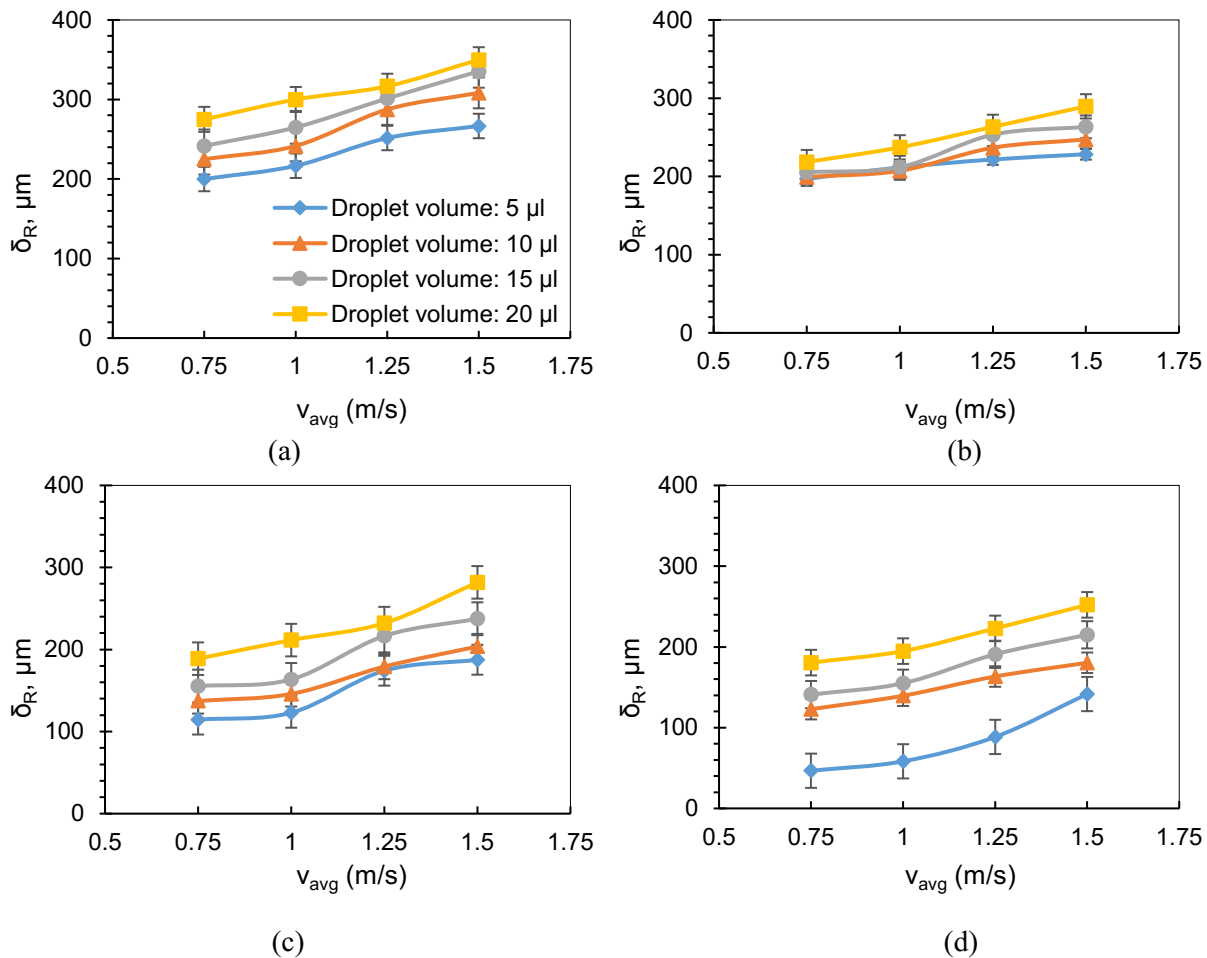 400
300
200
100
0
δR, μm
Droplet volume: 5 μl
Droplet volume: 10 μl
Droplet volume: 15 μl
Droplet volume: 20 μl
0.5 0.75 1 1.25 1.5 1.75
vavg (m/s)
(a)
400
300
200
100
0
δR, μm
0.5 0.75 1 1.25 1.5 1.75
vavg (m/s)
(b)
400
300
200
100
0
δR, μm
0.5 0.75 1 1.25 1.5 1.75
vavg (m/s)
(c)
400
300
200
100
0
δR, μm
0.5 0.75 1 1.25 1.5 1.75
vavg (m/s)
(d)